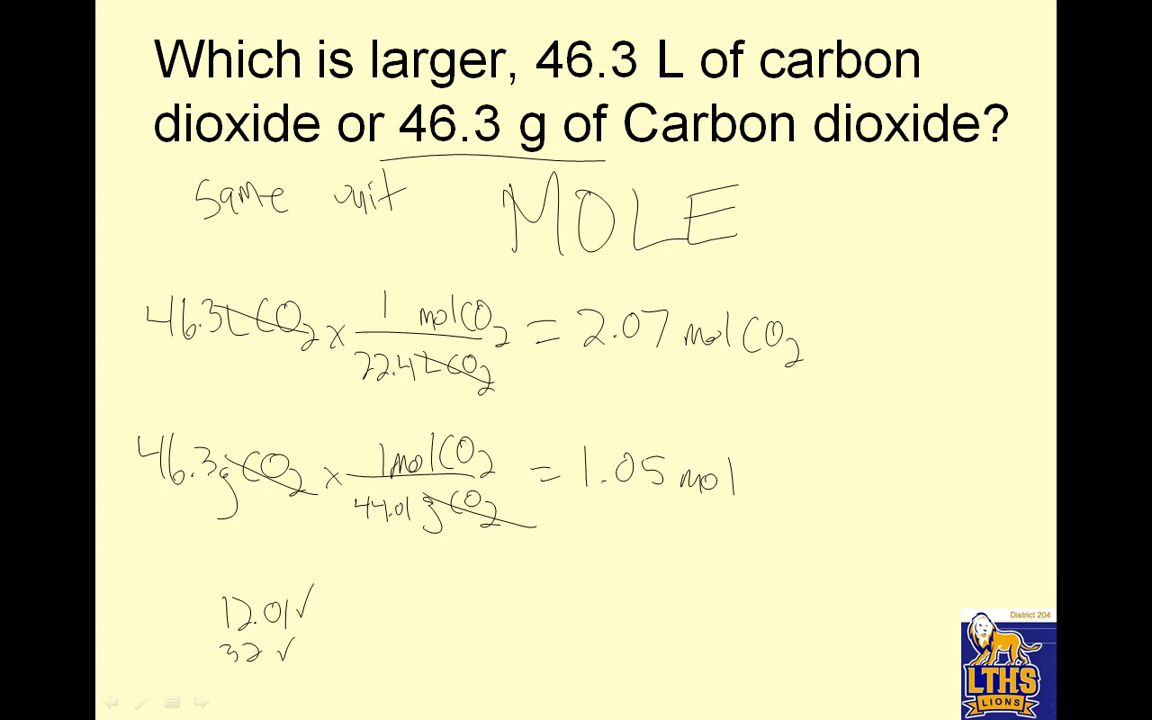 Which is larger, 46.3 L of carbon
dioxide or 46.3 g of Carbon dioxide?
same unit MOLE
46.3 L CO2 x 1 mol CO2 / 22.4 L CO2 = 2.07 mol CO2
46.3 g CO2 x 1 mol CO2 / 44.01 g CO2 = 1.05 mol
12.01 ✓
32 ✓
District 204
LTHS
LIONS